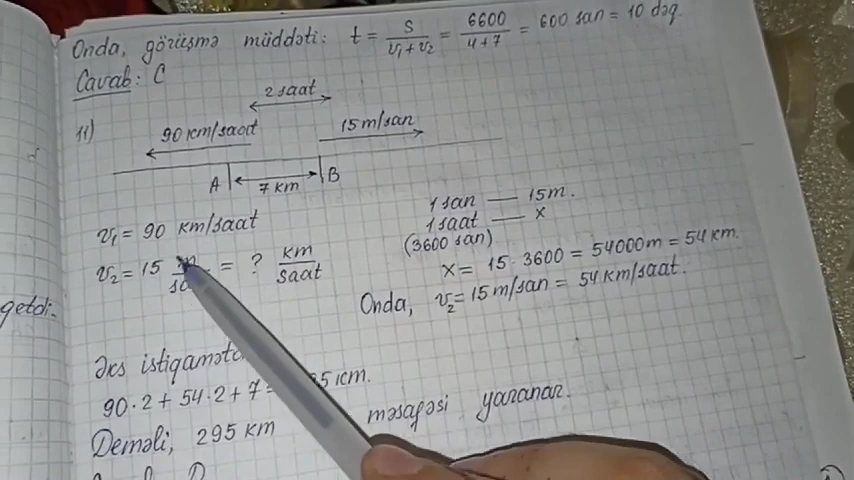 Onda, görüşmə müddəti: t = S / v₁+v₂ = 6600 / 4+7 = 600 san = 10 dəq.
Cavab: C
2 saat
11)
90 km/saat
15 m/san
A
7 km
B
v₁ = 90 km/saat
1 san — 15m.
1 saat — x
(3600 san)
v₂ = 15 m = ? km/saat
x = 15 · 3600 = 54000m = 54 km.
Onda, v₂ = 15 m/san = 54 km/saat.
getdi.
Əks
90·2 + 54·2 + 7 =
Deməli, 295 km məsafəsi yaranar.